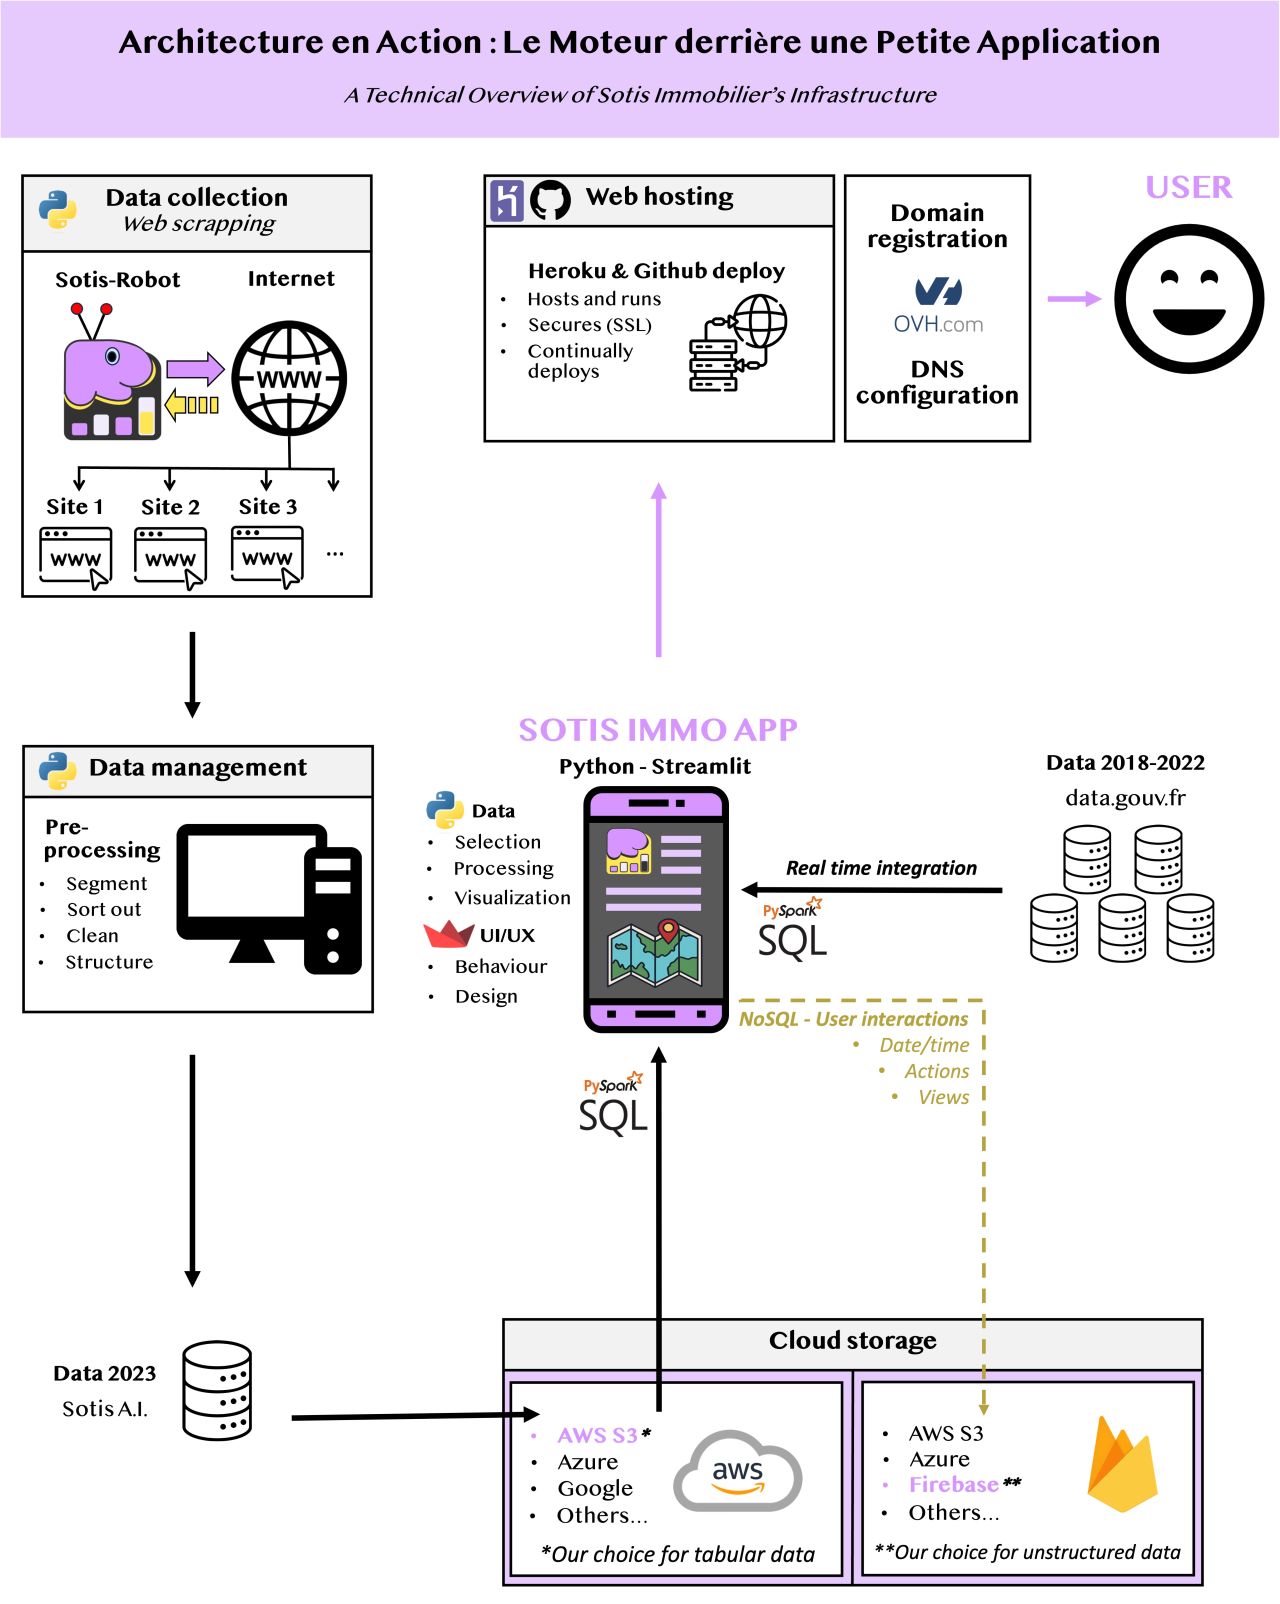 Architecture en Action : Le Moteur derrière une Petite Application
A Technical Overview of Sotis Immobilier's Infrastructure
Data collection
Web scrapping
Sotis-Robot
Internet
WWW
Site 1
Site 2
Site 3
www
www
www
...
Web hosting
Heroku & Github deploy
• Hosts and runs
• Secures (SSL)
• Continually
deploys
Domain
registration
OVH.com
DNS
configuration
USER
Data management
Pre-
processing
• Segment
• Sort out
• Clean
• Structure
SOTIS IMMO APP
Python - Streamlit
Data
• Selection
• Processing
• Visualization
UI/UX
• Behaviour
• Design
Data 2018-2022
data.gouv.fr
Real time integration
PySpark
SQL
NoSQL - User interactions
• Date/time
• Actions
• Views
PySpark
SQL
Data 2023
Sotis A.I.
Cloud storage
• AWS S3*
• Azure
• Google
• Others...
aws
*Our choice for tabular data
• AWS S3
• Azure
• Firebase**
• Others...
**Our choice for unstructured data